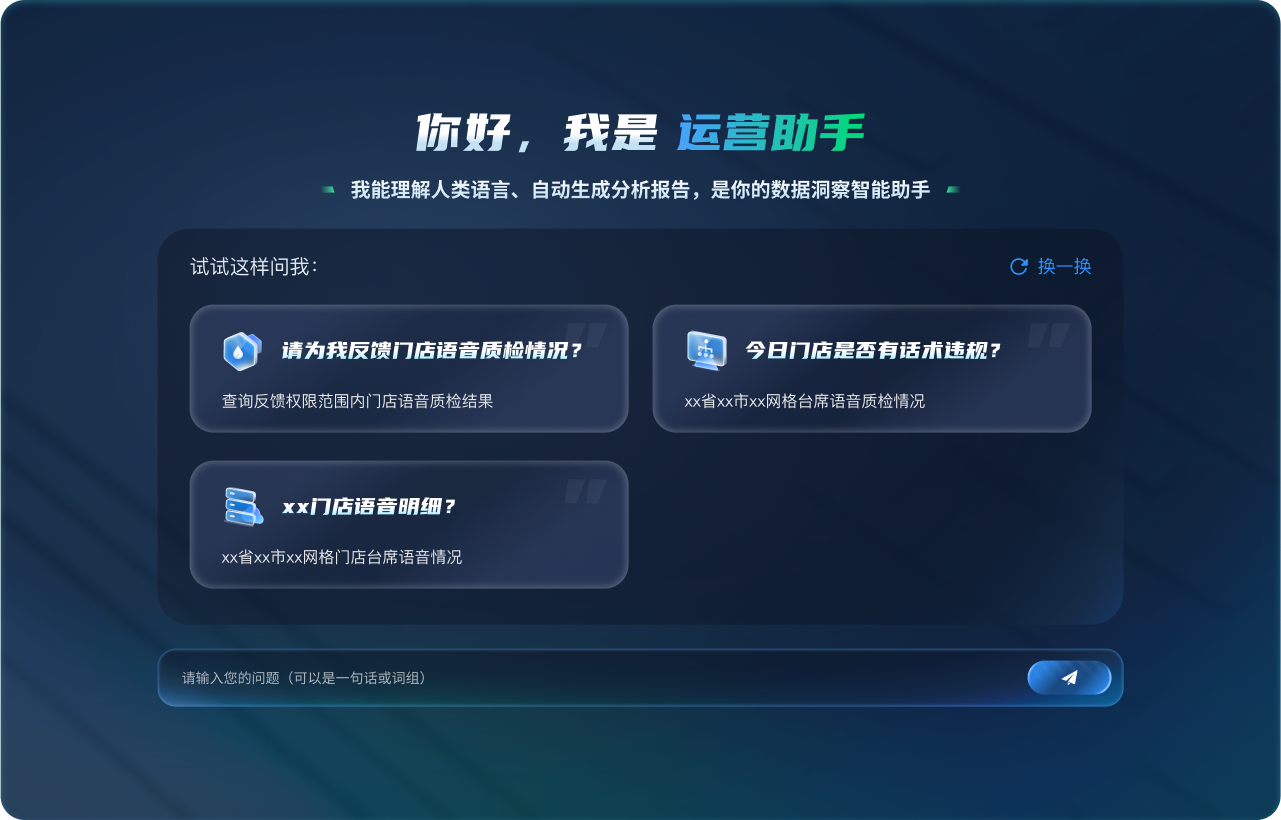 你好，我是 运营助手
我能理解人类语言、自动生成分析报告，是你的数据洞察智能助手
试试这样问我：
换一换
请为我反馈门店语音质检情况？
查询反馈权限范围内门店语音质检结果
今日门店是否有话术违规？
xx省xx市xx网格台席语音质检情况
xx门店语音明细？
xx省xx市xx网格门店台席语音情况
请输入您的问题（可以是一句话或词组）